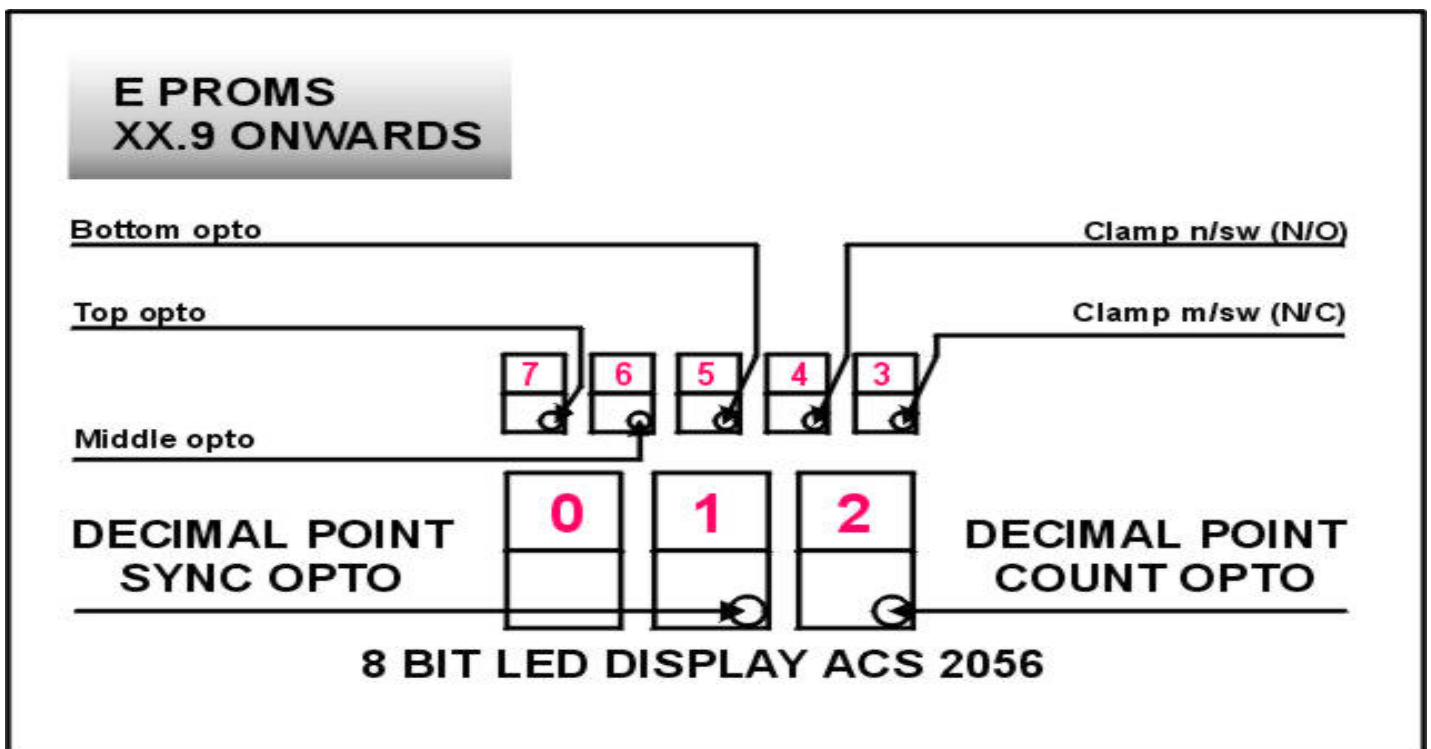 E PROMS
XX.9 ONWARDS
Bottom opto
Clamp n/sw (N/O)
Top opto
Clamp m/sw (N/C)
7 6 5 4 3
Middle opto
0 1 2
DECIMAL POINT
SYNC OPTO
DECIMAL POINT
COUNT OPTO
8 BIT LED DISPLAY ACS 2056